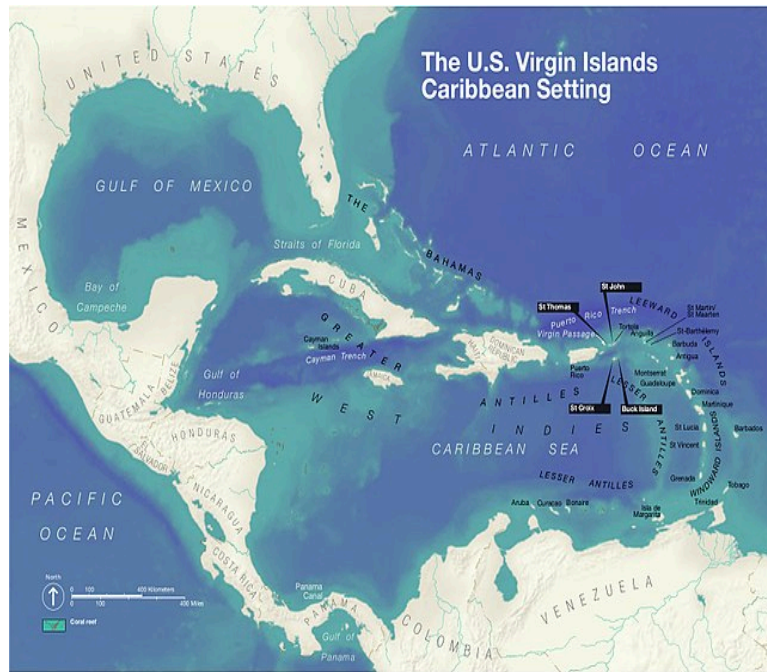 The U.S. Virgin Islands
Caribbean Setting
UNITED STATES
ATLANTIC OCEAN
GULF OF MEXICO
MEXICO
THE
BAHAMAS
Straits of Florida
Bay of
Campeche
CUBA
St John
St Thomas
Puerto Rico Trench
Virgin Passage
LEEWARD
ISLANDS
St Martin/
St Maarten
St-Barthélemy
Tortola
Anguilla
Barbuda
Antigua
GREATER
ANTILLES
Cayman
Islands
Cayman Trench
JAMAICA
HAITI
DOMINICAN
REPUBLIC
Puerto
Rico
Montserrat
Guadeloupe
Dominica
Martinique
LESSER
ANTILLES
St Croix
Buck Island
WEST
INDIES
Gulf of
Honduras
GUATEMALA
BELIZE
HONDURAS
EL
SALVADOR
NICARAGUA
COSTA RICA
CARIBBEAN SEA
St Lucia
Barbados
St Vincent
WINDWARD ISLANDS
Grenada
Tobago
Trinidad
LESSER ANTILLES
Aruba
Curacao
Bonaire
Isla de
Margarita
PACIFIC
OCEAN
Panama
Canal
PANAMA
Gulf of
Panama
COLOMBIA
VENEZUELA
North
0 100 400 Kilometers
0 100 400 Miles
Coral reef